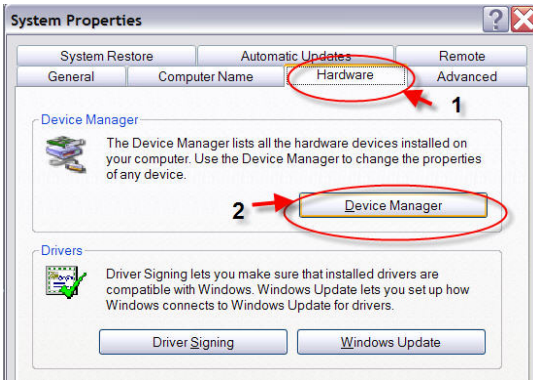 System Properties
System Restore Automatic Updates Remote
General Computer Name Hardware Advanced
1
Device Manager
The Device Manager lists all the hardware devices installed on
your computer. Use the Device Manager to change the properties
of any device.
2 Device Manager
Drivers
Driver Signing lets you make sure that installed drivers are
compatible with Windows. Windows Update lets you set up how
Windows connects to Windows Update for drivers.
Driver Signing Windows Update